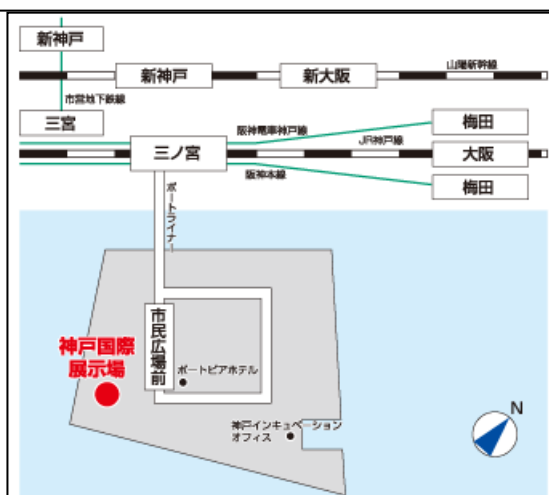 新神戸
山陽新幹線
新神戸
新大阪
市営地下鉄線
三宮
梅田
阪神電車神戸線
JR神戸線
三ノ宮
大阪
阪神本線
梅田
ポートライナー
市民広場前
神戸国際
展示場
ポートピアホテル
神戸インキュベーション
オフィス
N